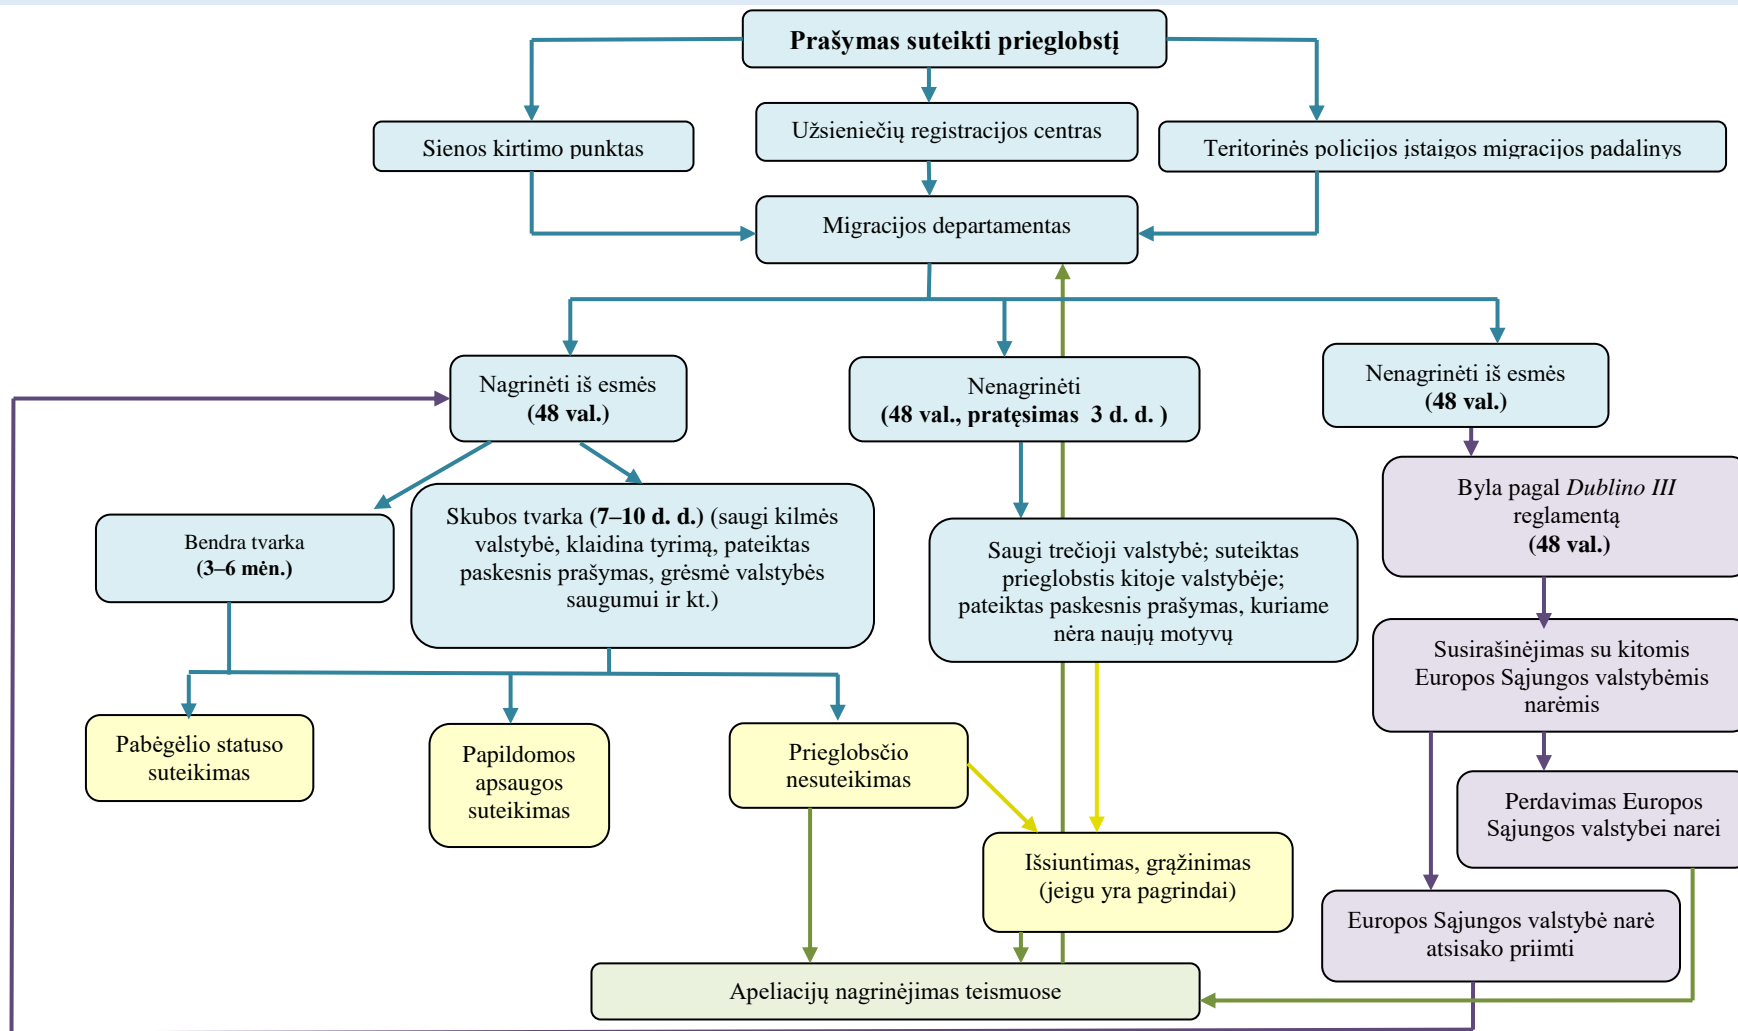 Prašymas suteikti prieglobstį
Sienos kirtimo punktas
Užsieniečių registracijos centras
Teritorinės policijos įstaigos migracijos padalinys
Migracijos departamentas
Nagrinėti iš esmės
(48 val.)
Nenagrinėti
(48 val., pratęsimas 3 d. d. )
Nenagrinėti iš esmės
(48 val.)
Bendra tvarka
(3–6 mėn.)
Skubos tvarka (7–10 d. d.) (saugi kilmės
valstybė, klaidina tyrimą, pateiktas
paskesnis prašymas, grėsmė valstybės
saugumui ir kt.)
Saugi trečioji valstybė; suteiktas
prieglobstis kitoje valstybėje;
pateiktas paskesnis prašymas, kuriame
nėra naujų motyvų
Byla pagal Dublino III
reglamentą
(48 val.)
Susirašinėjimas su kitomis
Europos Sąjungos valstybėmis
narėmis
Pabėgėlio statuso
suteikimas
Papildomos
apsaugos
suteikimas
Prieglobsčio
nesuteikimas
Perdavimas Europos
Sąjungos valstybei narei
Išsiuntimas, grąžinimas
(jeigu yra pagrindai)
Europos Sąjungos valstybė narė
atsisako priimti
Apeliacijų nagrinėjimas teismuose